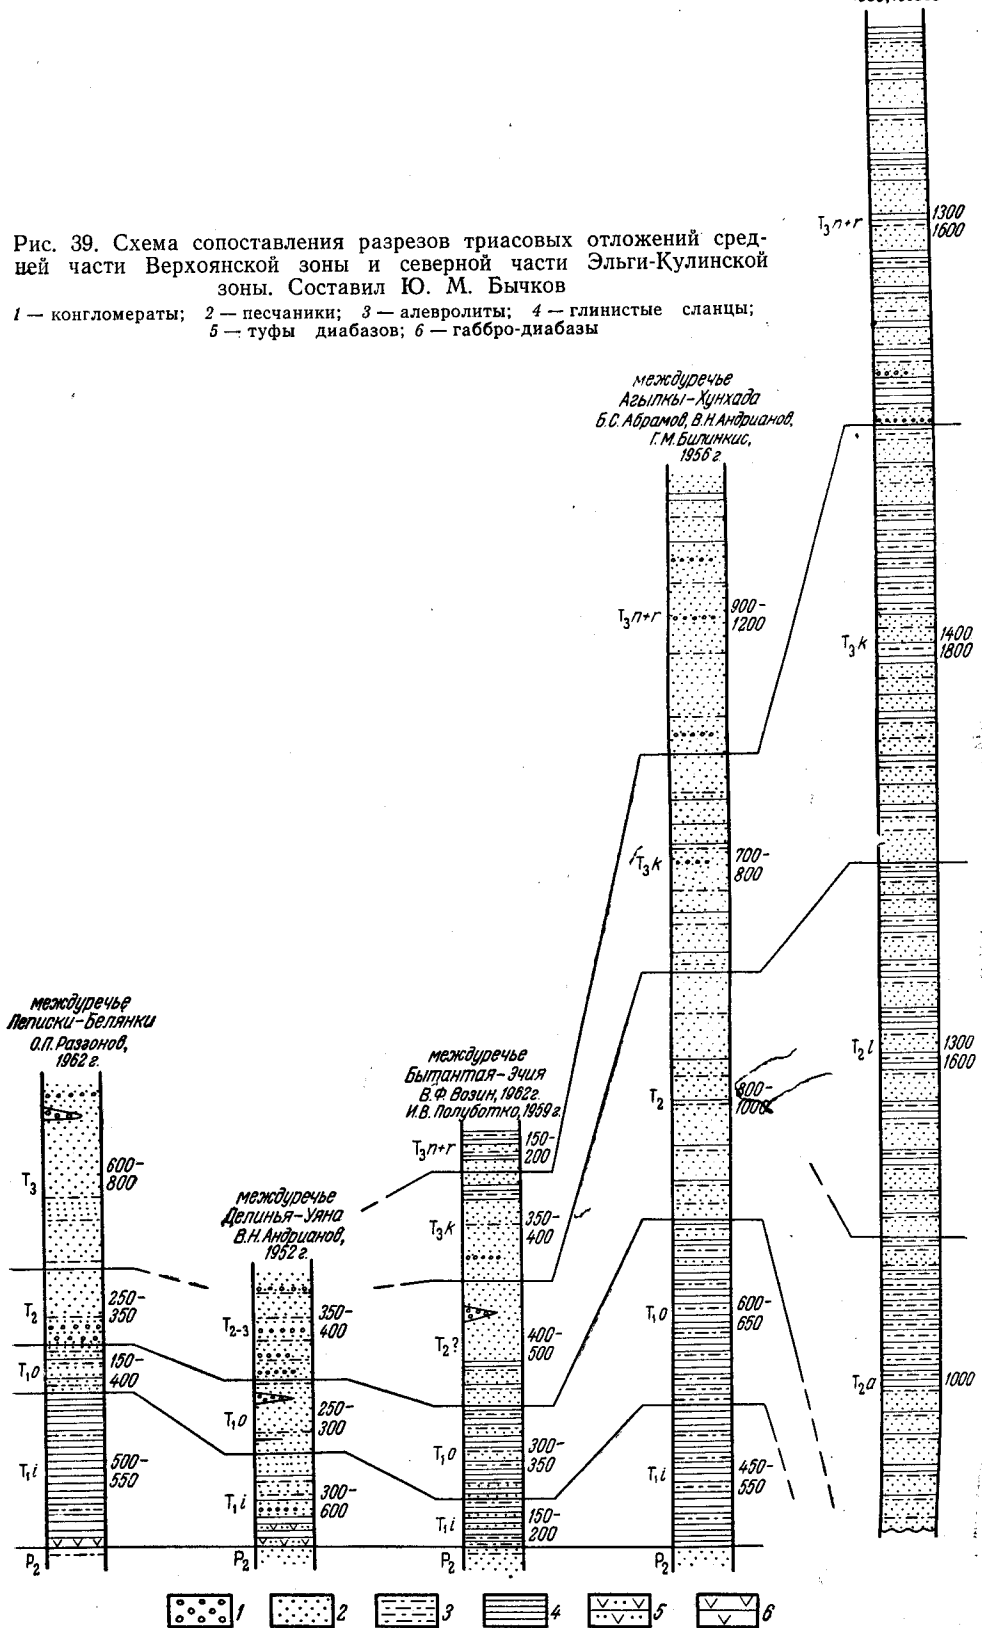 Рис. 39. Схема сопоставления разрезов триасовых отложений сред-
ней части Верхоянской зоны и северной части Эльги-Кулинской
зоны. Составил Ю. М. Бычков
1 — конгломераты; 2 — песчаники; 3 — алевролиты; 4 — глинистые сланцы;
5 — туфы диабазов; 6 — габбро-диабазы
междуречье
Леписки-Белянки
О.П. Разгонов,
1962 г.
T3
600-
800
T2
250-
350
T1o
150-
400
T1i
500-
550
P2
междуречье
Делинья-Уяна
В.Н. Андрианов,
1952 г.
T2-3
350-
400
T1o
250-
300
T1i
300-
600
P2
междуречье
Бытантая-Эчия
В.Ф. Возин, 1962г.
И.В. Полуботко, 1959 г.
T3n+r
150-
200
T3k
350-
400
T2?
400-
500
T1o
300-
350
T1i
150-
200
P2
междуречье
Агылкы-Хунхада
Б.С. Абрамов, В.Н. Андрианов,
Г.М. Билинкис,
1956 г.
T3n+r
900-
1200
T3k
700-
800
T2
800-
1000
T1o
600-
650
T1i
450-
550
P2
T3n+r
1300
1600
T3k
1400
1800
T2l
1300
1600
T2a
1000
1
2
3
4
5
6